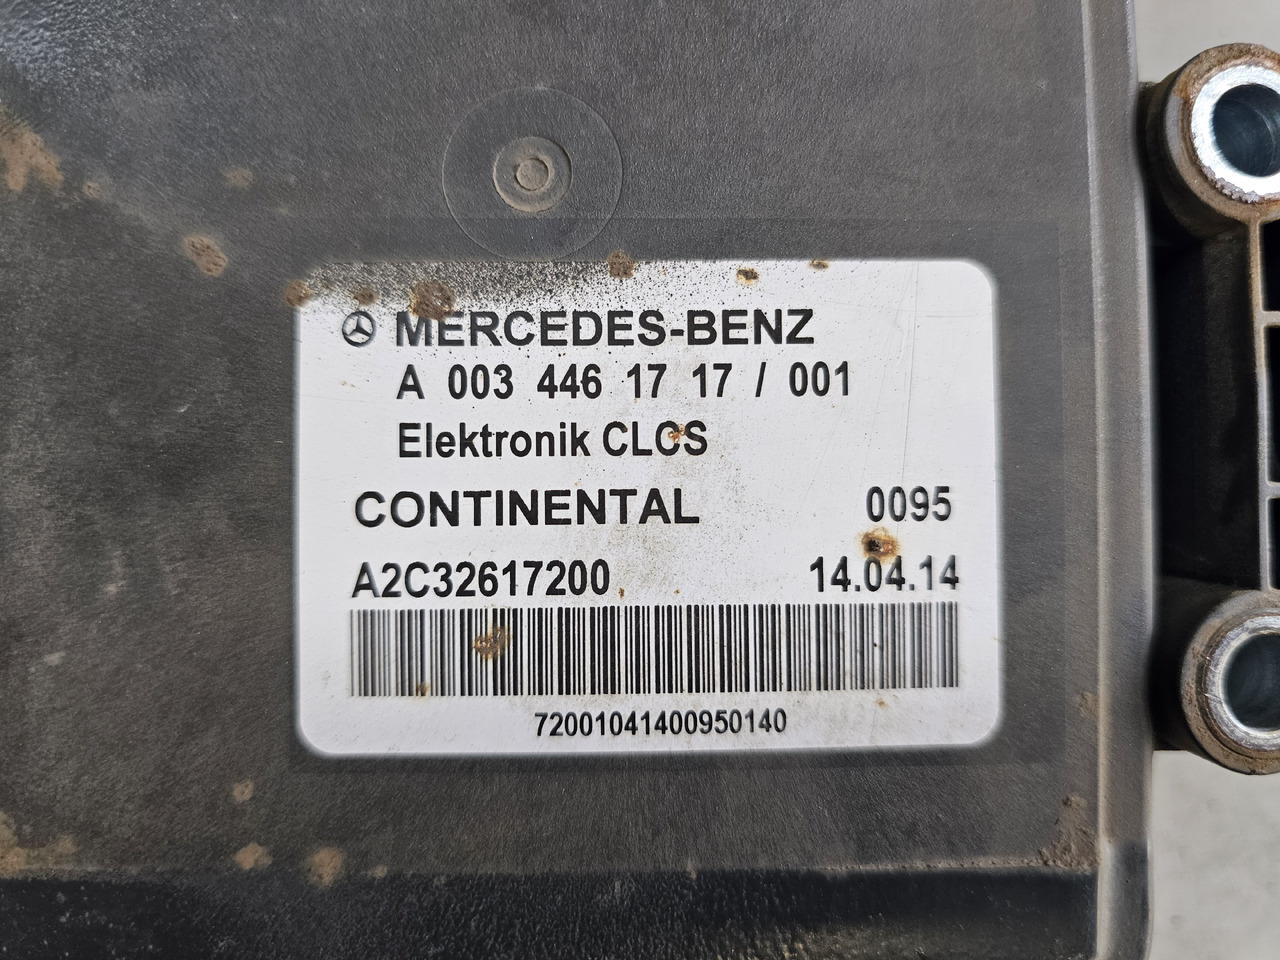 MERCEDES-BENZ
A 003 446 17 17 / 001
Elektronik CLCS
CONTINENTAL 0095
A2C32617200 14.04.14
72001041400950140